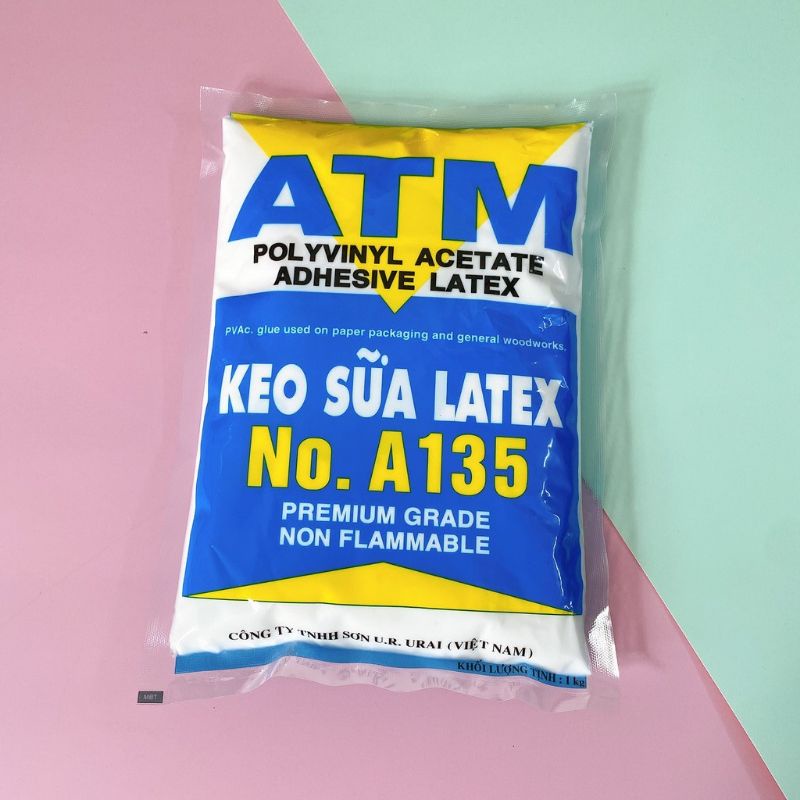 ATM
POLYVINYL ACETATE
ADHESIVE LATEX
PVAc. glue used on paper packaging and general woodworks.
KEO SỮA LATEX
No. A135
PREMIUM GRADE
NON FLAMMABLE
CÔNG TY TNHH SƠN U.R. URAI (VIỆT NAM)
KHỐI LƯỢNG TỊNH : 1 kg
MBT